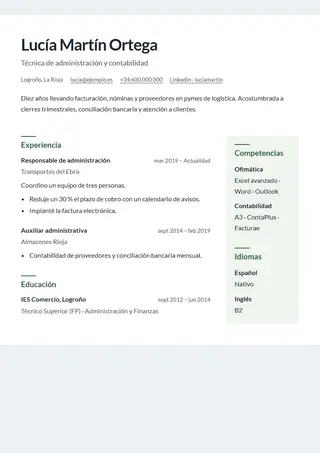 Lucía Martín Ortega
Técnica de administración y contabilidad
Logroño, La Rioja lucia@ejemplo.es +34 600 000 000 LinkedIn · luciamartin
Diez años llevando facturación, nóminas y proveedores en pymes de logística. Acostumbrada a
cierres trimestrales, conciliación bancaria y atención a clientes.
Experiencia
Responsable de administración mar 2019 – Actualidad
Transportes del Ebro
Coordino un equipo de tres personas.
• Reduje un 30 % el plazo de cobro con un calendario de avisos.
• Implanté la factura electrónica.
Auxiliar administrativa sept 2014 – feb 2019
Almacenes Rioja
• Contabilidad de proveedores y conciliación bancaria mensual.
Educación
IES Comercio, Logroño sept 2012 – jun 2014
Técnico Superior (FP) · Administración y Finanzas
Competencias
Ofimática
Excel avanzado ·
Word · Outlook
Contabilidad
A3 · ContaPlus ·
Facturae
Idiomas
Español
Nativo
Inglés
B2